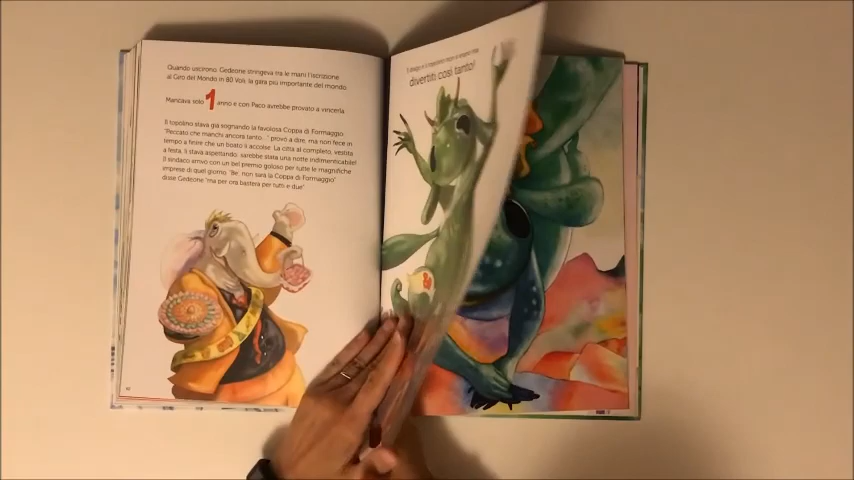 Quando uscirono, Gedeone stringeva tra le mani l'iscrizione
al Giro del Mondo in 80 Voli, la gara più importante del mondo.
Mancava solo 1 anno e con Paco avrebbe provato a vincerla.
Il topolino stava già sognando la favolosa Coppa di Formaggio.
"Peccato che manchi ancora tanto..." provò a dire, ma non fece in
tempo a finire che un boato li accolse. La città al completo, vestita
a festa, li stava aspettando: sarebbe stata una notte indimenticabile!
Il sindaco arrivò con un bel premio goloso per tutte le magnifiche
imprese di quel giorno. "Be', non sarà la Coppa di Formaggio"
disse Gedeone "ma per ora basterà per tutti e due"
divertiti così tanto!